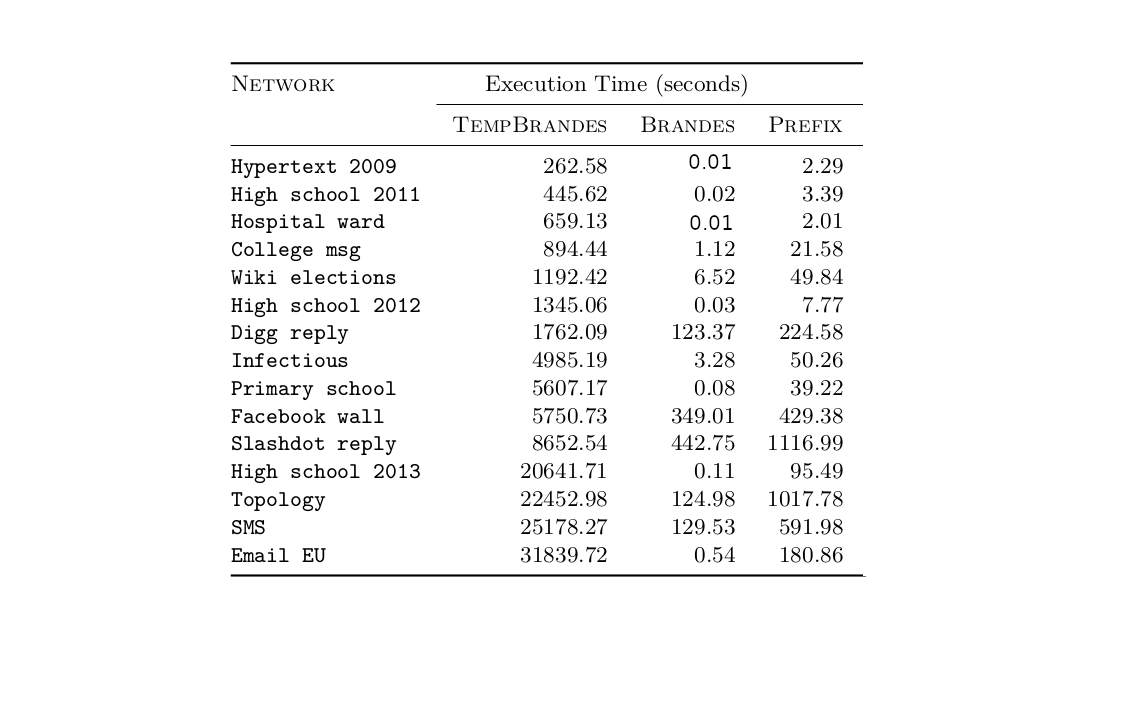 NETWORK Execution Time (seconds)
TEMPBRANDES BRANDES PREFIX
Hypertext 2009 262.58 0.01 2.29
High school 2011 445.62 0.02 3.39
Hospital ward 659.13 0.01 2.01
College msg 894.44 1.12 21.58
Wiki elections 1192.42 6.52 49.84
High school 2012 1345.06 0.03 7.77
Digg reply 1762.09 123.37 224.58
Infectious 4985.19 3.28 50.26
Primary school 5607.17 0.08 39.22
Facebook wall 5750.73 349.01 429.38
Slashdot reply 8652.54 442.75 1116.99
High school 2013 20641.71 0.11 95.49
Topology 22452.98 124.98 1017.78
SMS 25178.27 129.53 591.98
Email EU 31839.72 0.54 180.86